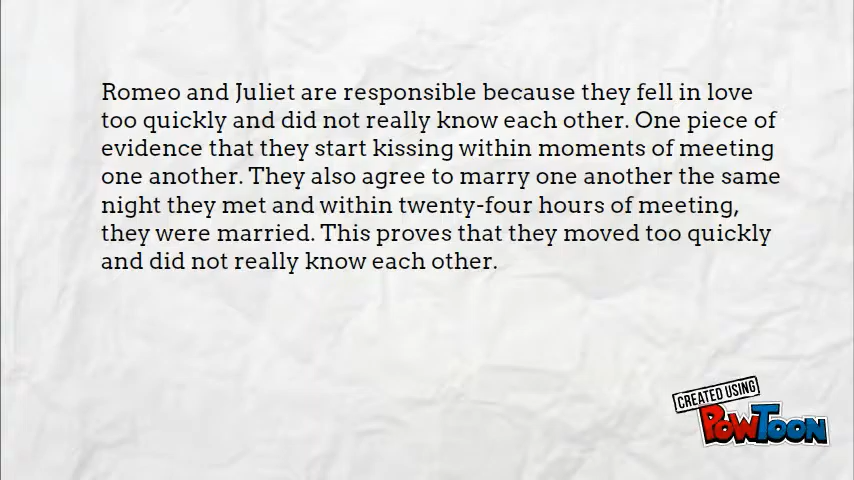 Romeo and Juliet are responsible because they fell in love
too quickly and did not really know each other. One piece of
evidence that they start kissing within moments of meeting
one another. They also agree to marry one another the same
night they met and within twenty-four hours of meeting,
they were married. This proves that they moved too quickly
and did not really know each other.
CREATED USING
POWTOON